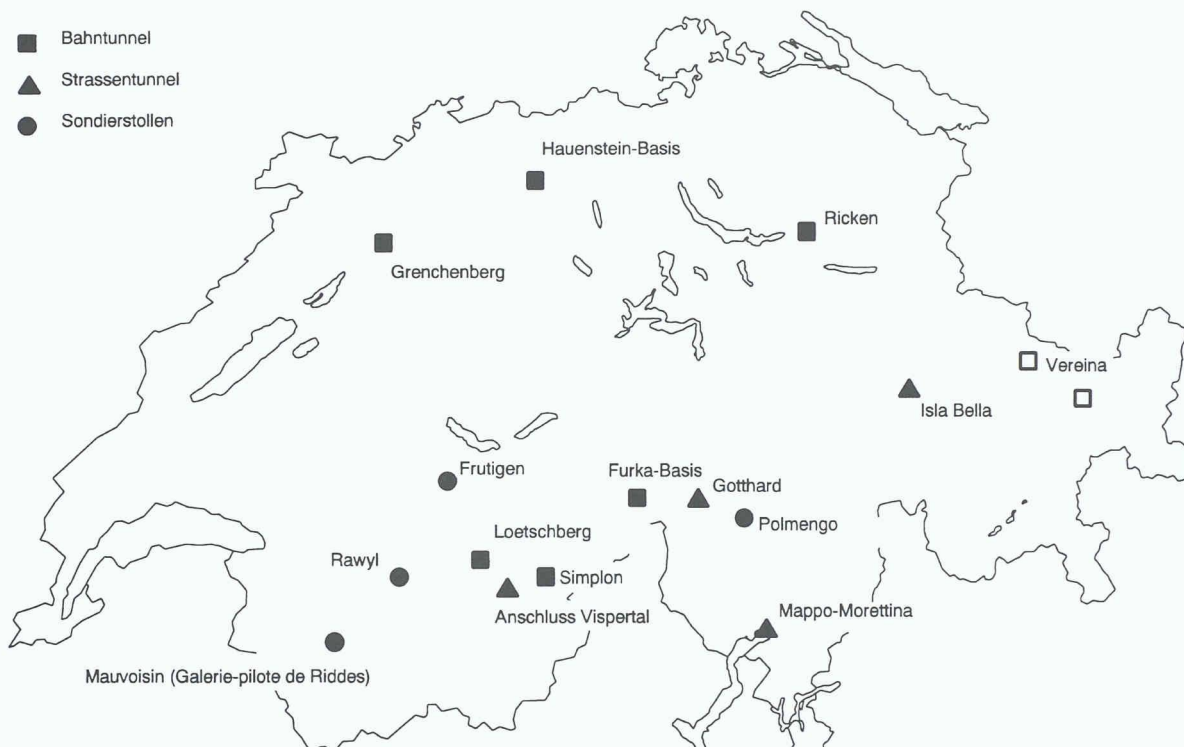 Bahntunnel
Strassentunnel
Sondierstollen
Hauenstein-Basis
Ricken
Grenchenberg
Vereina
Isla Bella
Frutigen
Furka-Basis
Gotthard
Polmengo
Loetschberg
Rawyl
Simplon
Anschluss Vispertal
Mappo-Morettina
Mauvoisin (Galerie-pilote de Riddes)